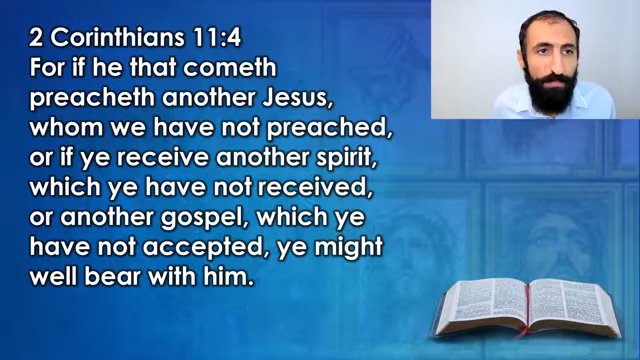 2 Corinthians 11:4
For if he that cometh
preacheth another Jesus,
whom we have not preached,
or if ye receive another spirit,
which ye have not received,
or another gospel, which ye
have not accepted, ye might
well bear with him.